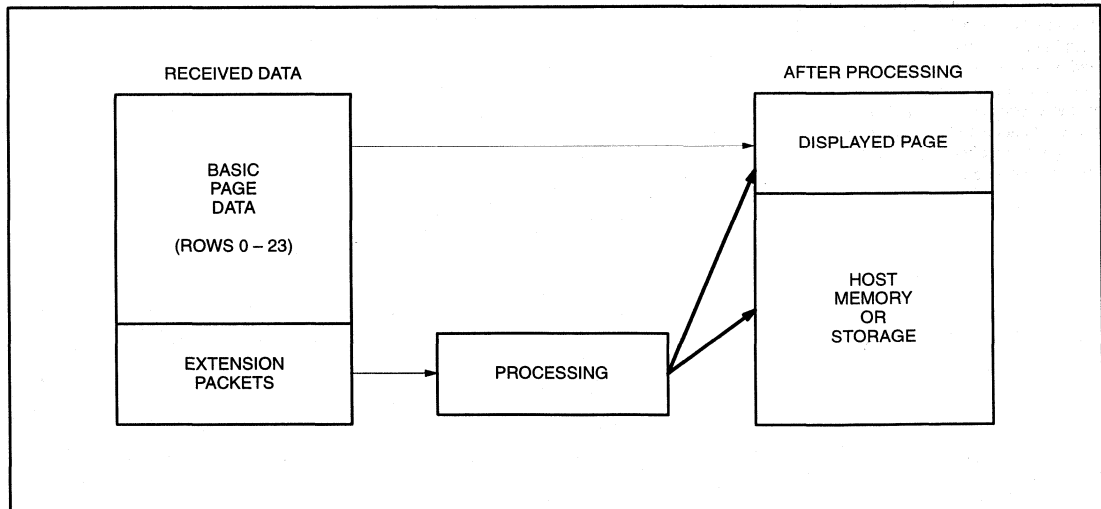 RECEIVED DATA
BASIC
PAGE
DATA
(ROWS 0 – 23)
EXTENSION
PACKETS
PROCESSING
AFTER PROCESSING
DISPLAYED PAGE
HOST
MEMORY
OR
STORAGE